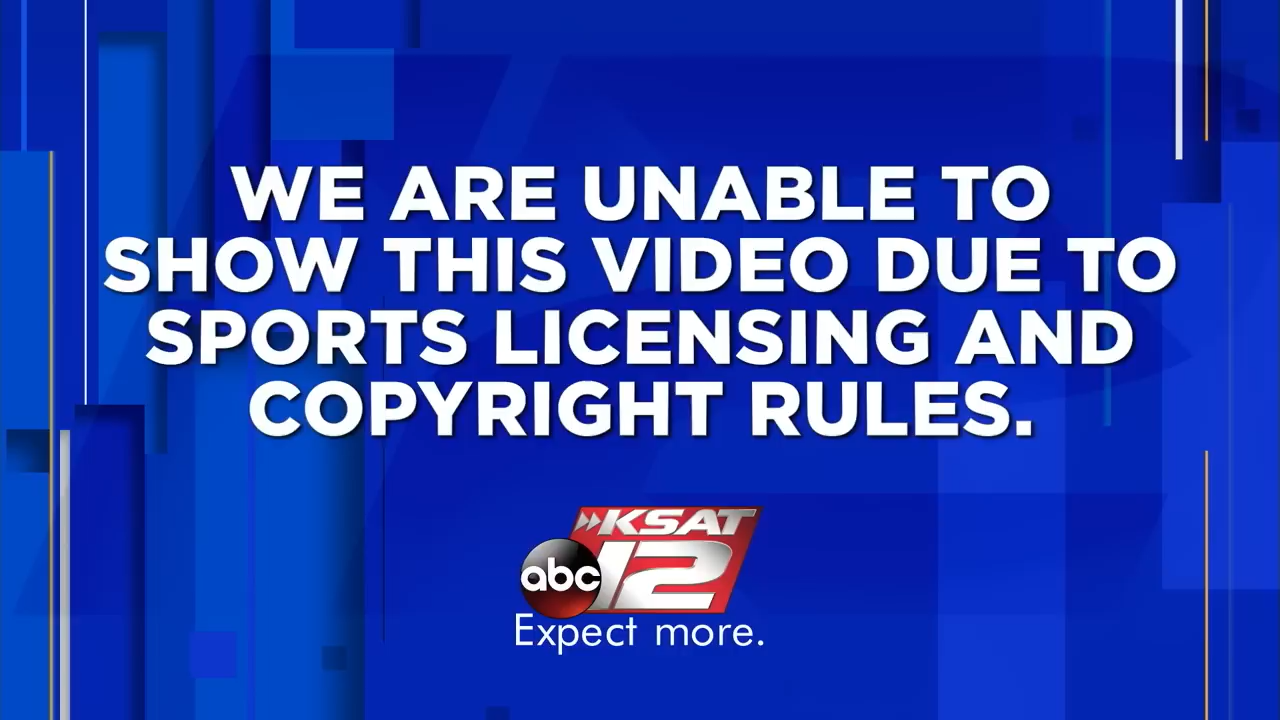 WE ARE UNABLE TO
SHOW THIS VIDEO DUE TO
SPORTS LICENSING AND
COPYRIGHT RULES.
KSAT
abc 12
Expect more.